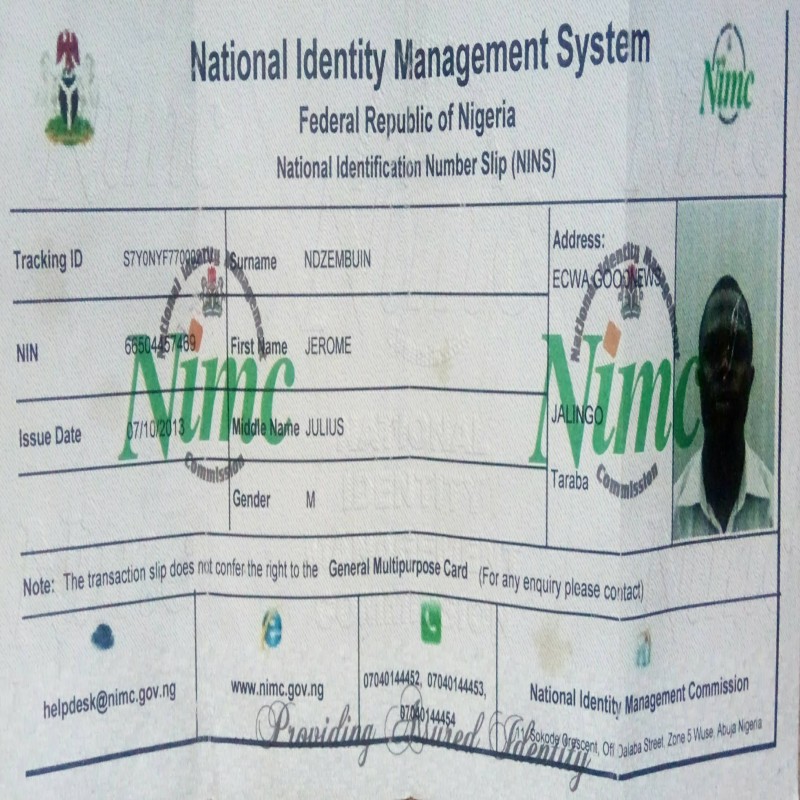 National Identity Management System
Federal Republic of Nigeria
National Identification Number Slip (NINS)
Nimc
Tracking ID
Surname NDZEMBUIN
Address:
ECWA GOODNEWS
NIN 66504457469
First Name JEROME
Issue Date 07/10/2013
Middle Name JULIUS
JALINGO
Gender M
Taraba
National Identity Management
Nimc
Commission
National Identity Management
Nimc
Commission
NATIONAL
IDENTITY
MANAGEMENT
COMMISSION
Note: The transaction slip does not confer the right to the General Multipurpose Card (For any enquiry please contact)
helpdesk@nimc.gov.ng
www.nimc.gov.ng
07040144452, 07040144453,
07040144454
National Identity Management Commission
Sokode Crescent, Off Dalaba Street, Zone 5 Wuse, Abuja Nigeria
Providing Assured Identity